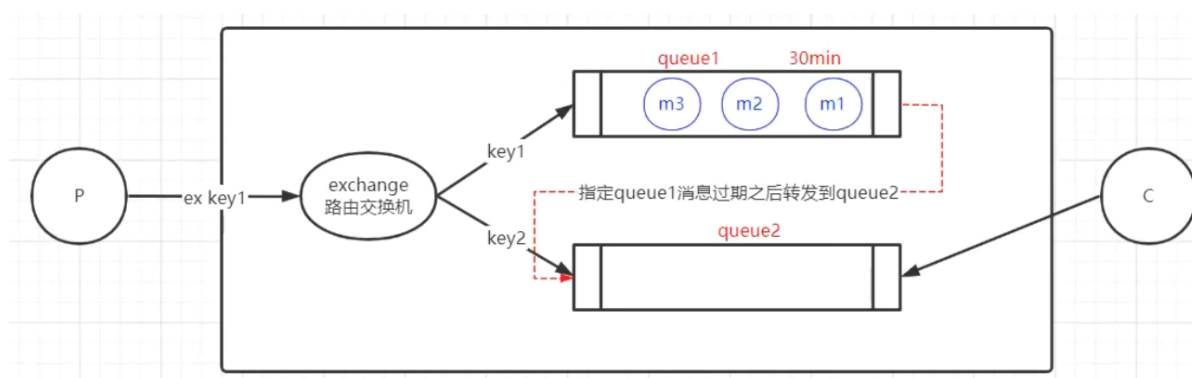 queue1 30min
m3 m2 m1
key1
P
ex key1
exchange
路由交换机
指定queue1消息过期之后转发到queue2
C
key2
queue2